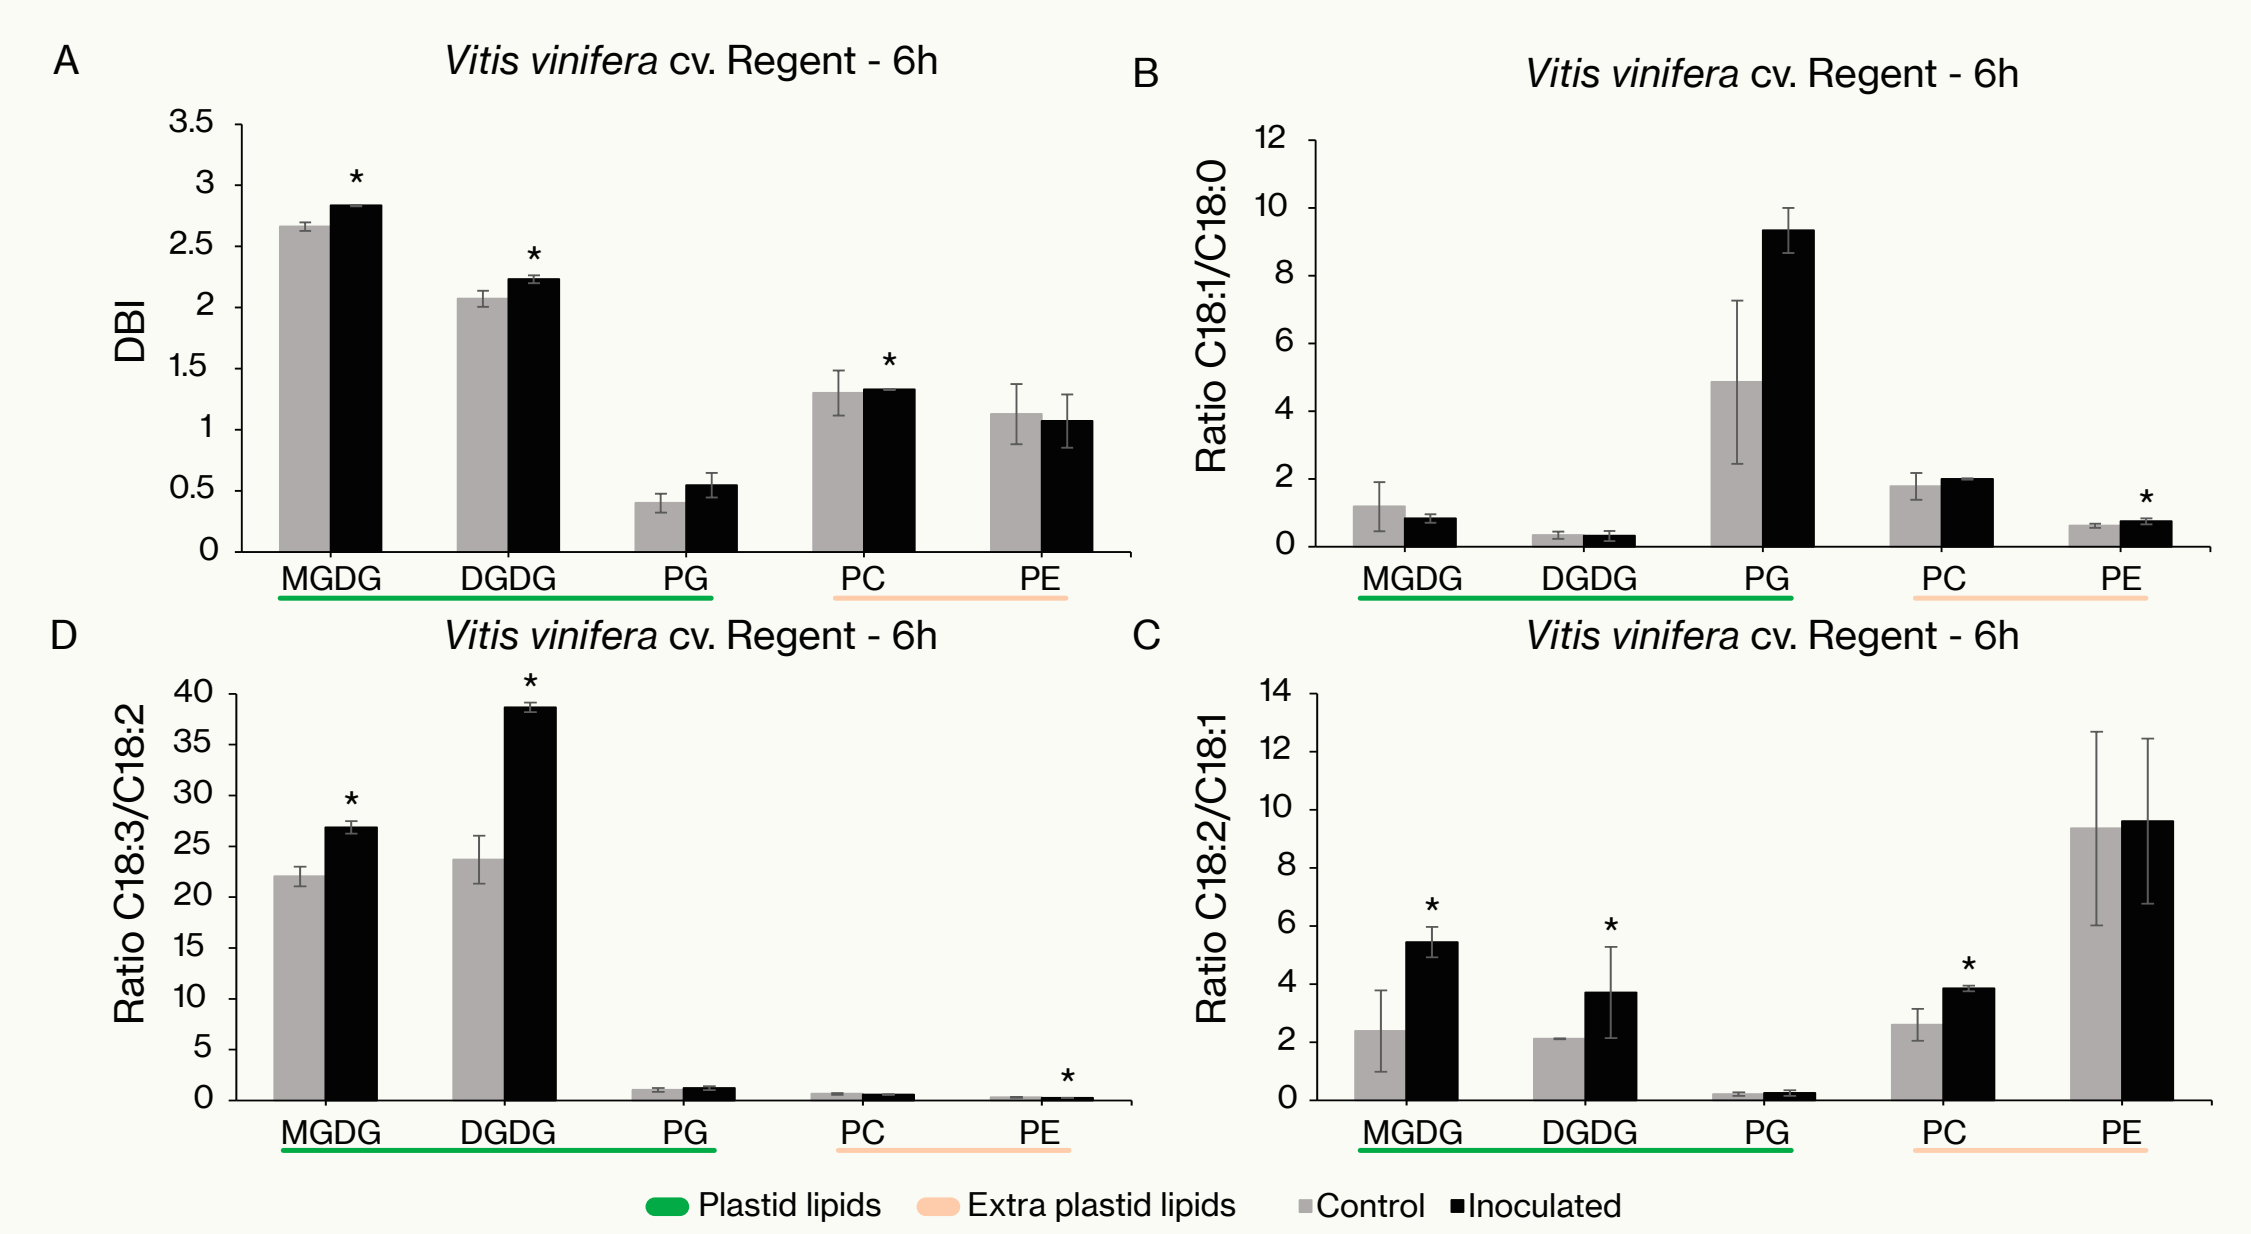 A
Vitis vinifera cv. Regent - 6h
DBI
3.5
3
2.5
2
1.5
1
0.5
0
*
*
*
MGDG DGDG PG PC PE
B
Vitis vinifera cv. Regent - 6h
Ratio C18:1/C18:0
12
10
8
6
4
2
0
*
MGDG DGDG PG PC PE
D
Vitis vinifera cv. Regent - 6h
Ratio C18:3/C18:2
40
35
30
25
20
15
10
5
0
*
*
*
MGDG DGDG PG PC PE
C
Vitis vinifera cv. Regent - 6h
Ratio C18:2/C18:1
14
12
10
8
6
4
2
0
*
*
*
MGDG DGDG PG PC PE
Plastid lipids Extra plastid lipids Control Inoculated